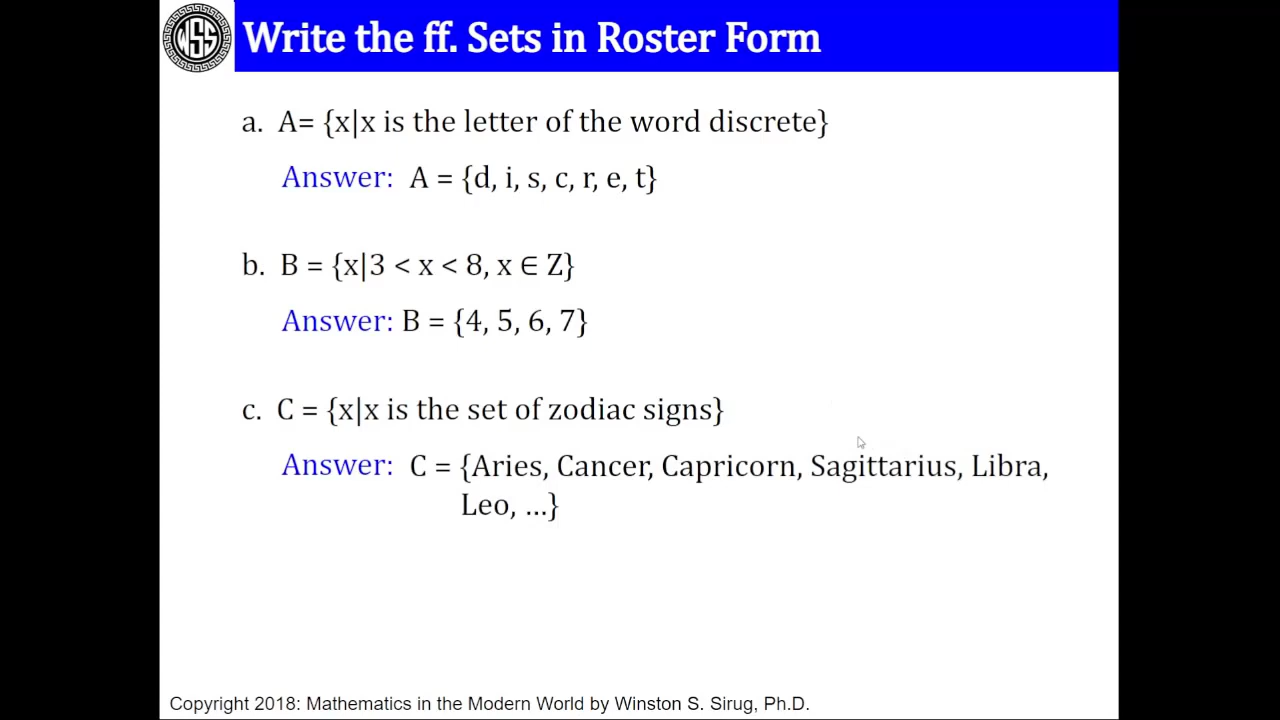 WSS
Write the ff. Sets in Roster Form
a. A= {x|x is the letter of the word discrete}
Answer: A = {d, i, s, c, r, e, t}
b. B = {x|3 < x < 8, x ∈ Z}
Answer: B = {4, 5, 6, 7}
c. C = {x|x is the set of zodiac signs}
Answer: C = {Aries, Cancer, Capricorn, Sagittarius, Libra,
Leo, ...}
Copyright 2018: Mathematics in the Modern World by Winston S. Sirug, Ph.D.